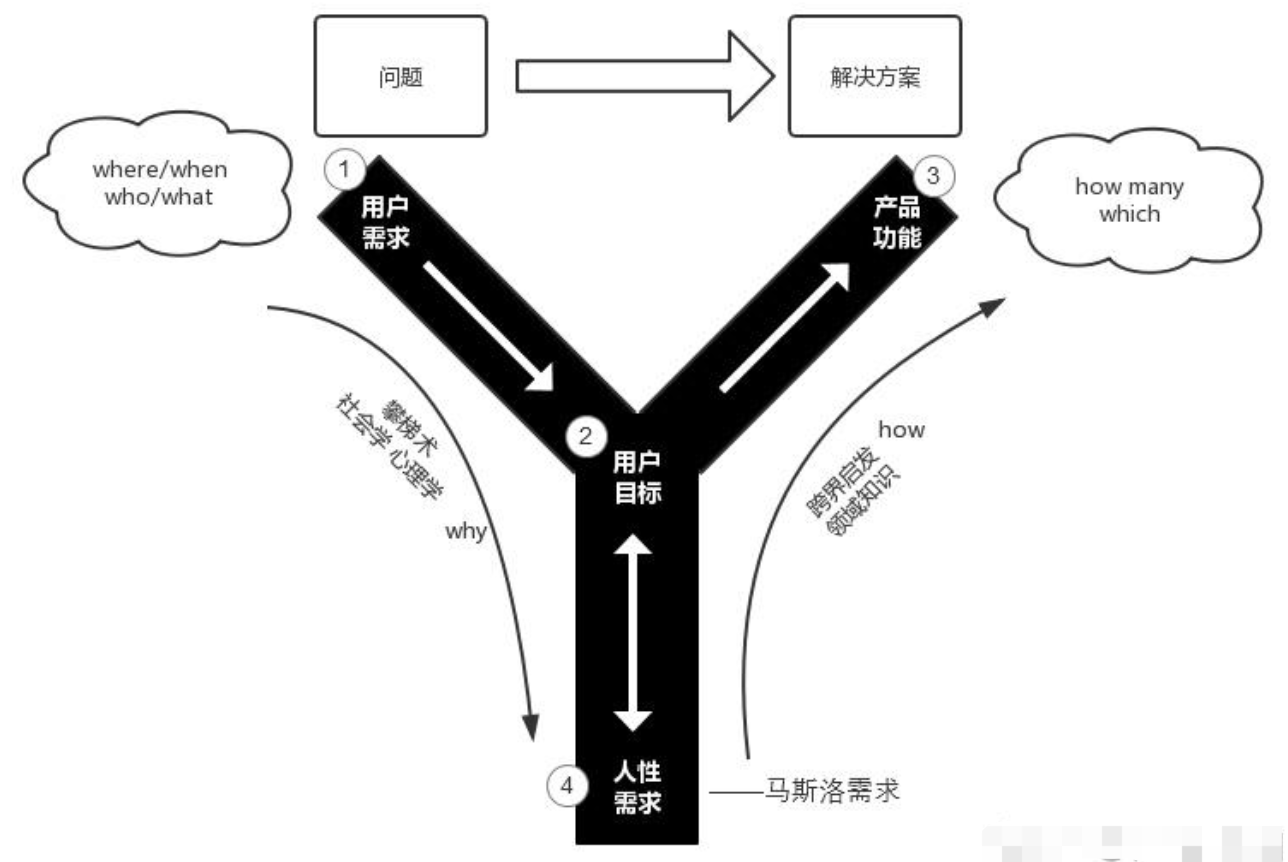 问题
解决方案
where/when
who/what
1
用户
需求
3
产品
功能
how many
which
攀梯术
社会学 心理学
why
2
用户
目标
how
跨界启发
领域知识
4
人性
需求
马斯洛需求